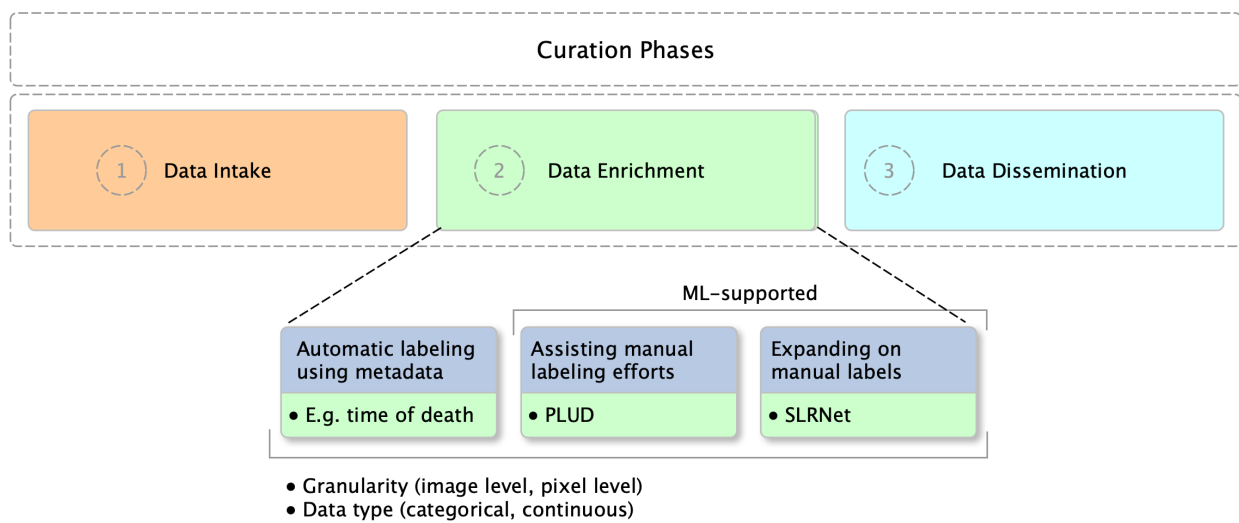 Curation Phases
1 Data Intake
2 Data Enrichment
3 Data Dissemination
ML-supported
Automatic labeling
using metadata
• E.g. time of death
Assisting manual
labeling efforts
• PLUD
Expanding on
manual labels
• SLRNet
• Granularity (image level, pixel level)
• Data type (categorical, continuous)